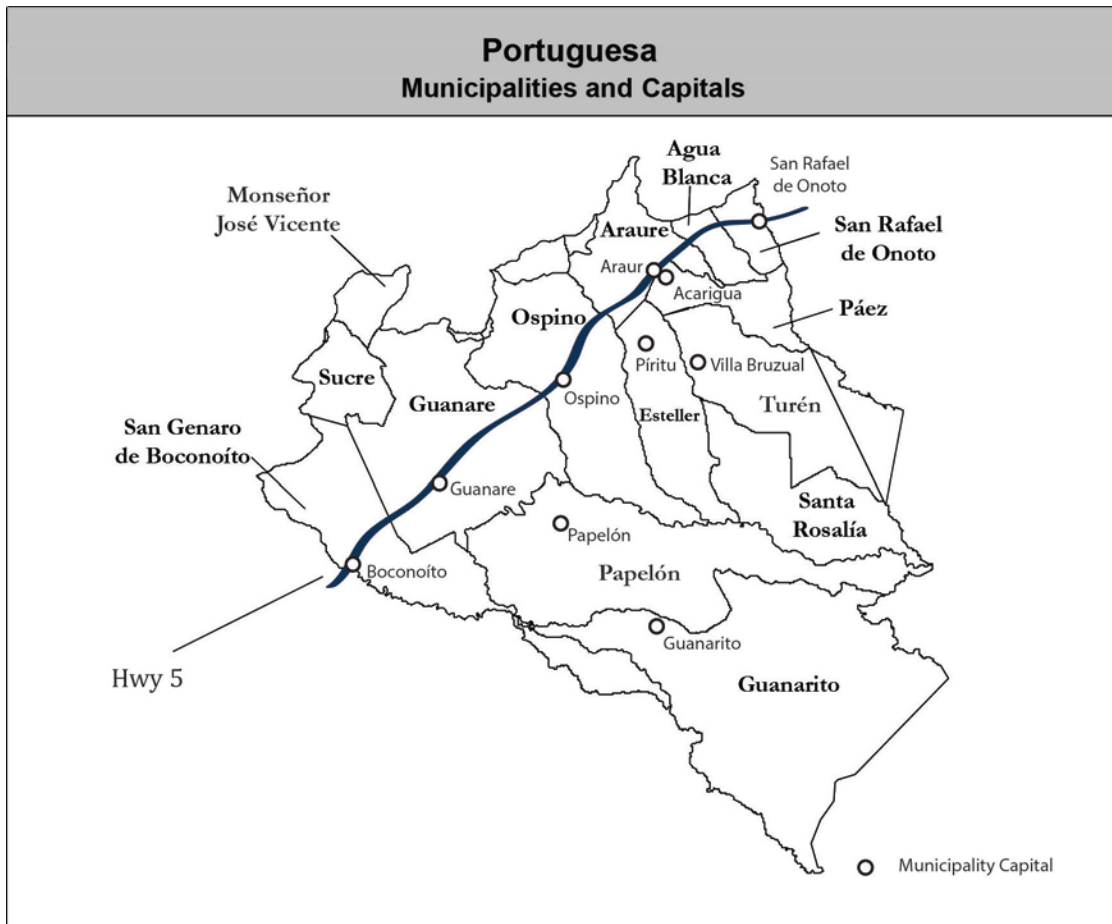 Portuguesa
Municipalities and Capitals
Agua
Blanca
San Rafael
de Onoto
Monseñor
José Vicente
Araure
San Rafael
de Onoto
Araur
Acarigua
Ospino
Páez
Píritu
Villa Bruzual
Sucre
Ospino
Guanare
Esteller
Turén
San Genaro
de Boconoíto
Guanare
Santa
Rosalía
Papelón
Boconoíto
Papelón
Guanarito
Hwy 5
Guanarito
Municipality Capital